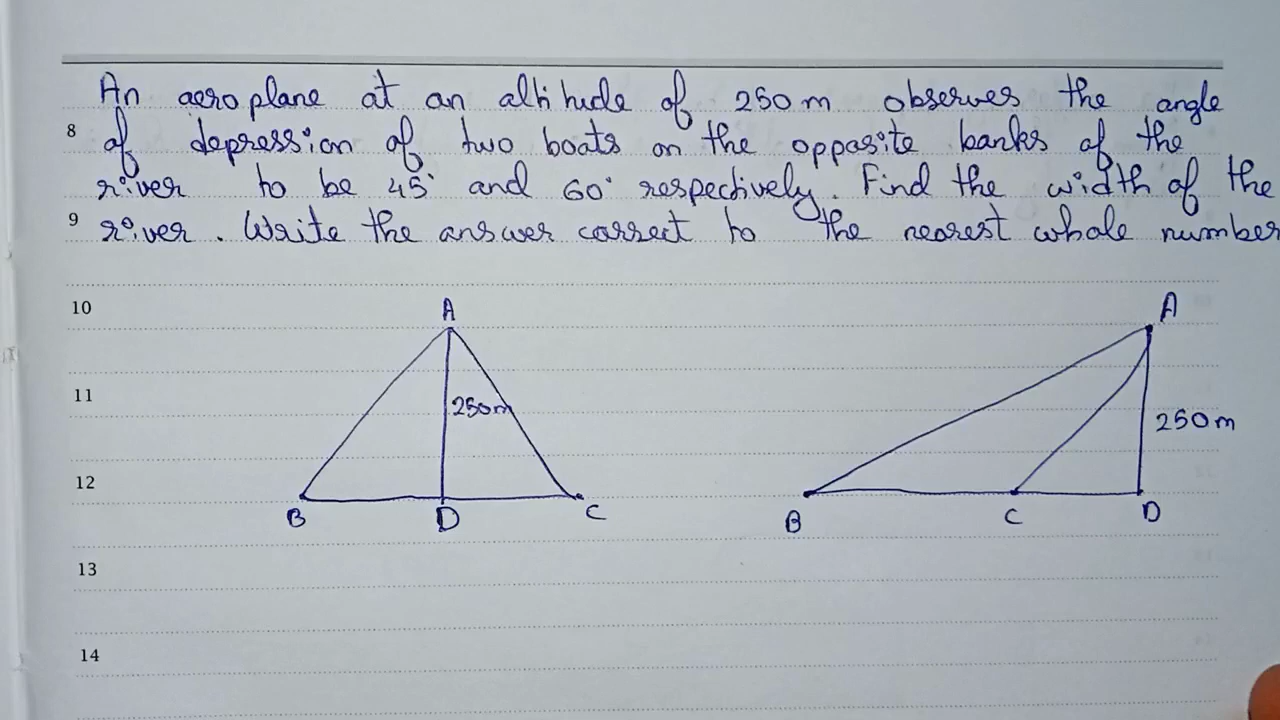 An aeroplane at an altitude of 250 m observes the angle
8
of depression of two boats on the opposite banks of the
river to be 45° and 60° respectively. Find the width of the
9
river. Write the answer correct to the nearest whole number
10
A
A
11
250m
250 m
12
B
D
C
B
C
D
13
14